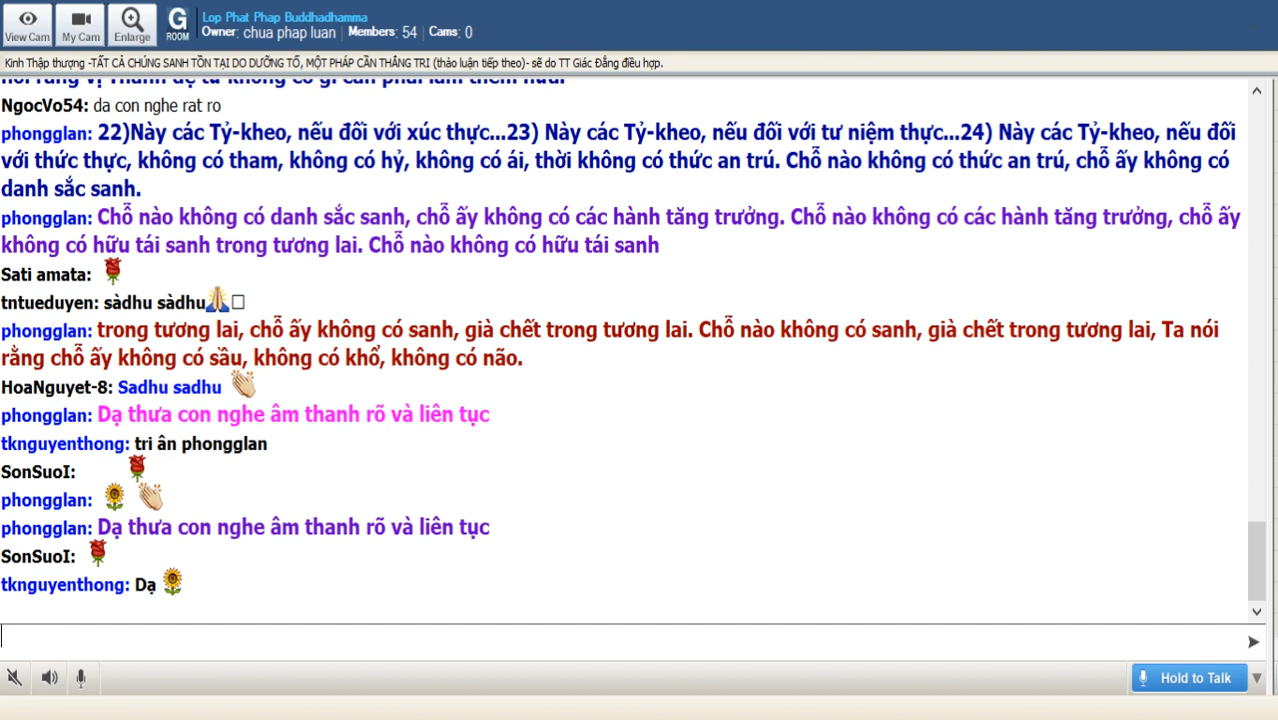 Lop Phat Phap Buddhadhamma
View Cam My Cam Enlarge G ROOM Owner: chua phap luan | Members: 54 | Cams: 0
Kinh Thập thượng -TẤT CẢ CHÚNG SANH TỒN TẠI DO DƯỠNG TỐ, MỘT PHÁP CẦN THẮNG TRI (thảo luận tiếp theo)- sẽ do TT Giác Đẳng điều hợp.
NgocVo54: da con nghe rat ro
phongglan: 22)Này các Tỷ-kheo, nếu đối với xúc thực...23) Này các Tỷ-kheo, nếu đối với tư niệm thực...24) Này các Tỷ-kheo, nếu đối
với thức thực, không có tham, không có hỷ, không có ái, thời không có thức an trú. Chỗ nào không có thức an trú, chỗ ấy không có
danh sắc sanh.
phongglan: Chỗ nào không có danh sắc sanh, chỗ ấy không có các hành tăng trưởng. Chỗ nào không có các hành tăng trưởng, chỗ ấy
không có hữu tái sanh trong tương lai. Chỗ nào không có hữu tái sanh
Sati amata:
tntueduyen: sàdhu sàdhu
phongglan: trong tương lai, chỗ ấy không có sanh, già chết trong tương lai. Chỗ nào không có sanh, già chết trong tương lai, Ta nói
rằng chỗ ấy không có sầu, không có khổ, không có não.
HoaNguyet-8: Sadhu sadhu
phongglan: Dạ thưa con nghe âm thanh rõ và liên tục
tknguyenthong: tri ân phongglan
SonSuoI:
phongglan:
phongglan: Dạ thưa con nghe âm thanh rõ và liên tục
SonSuoI:
tknguyenthong: Dạ
Hold to Talk